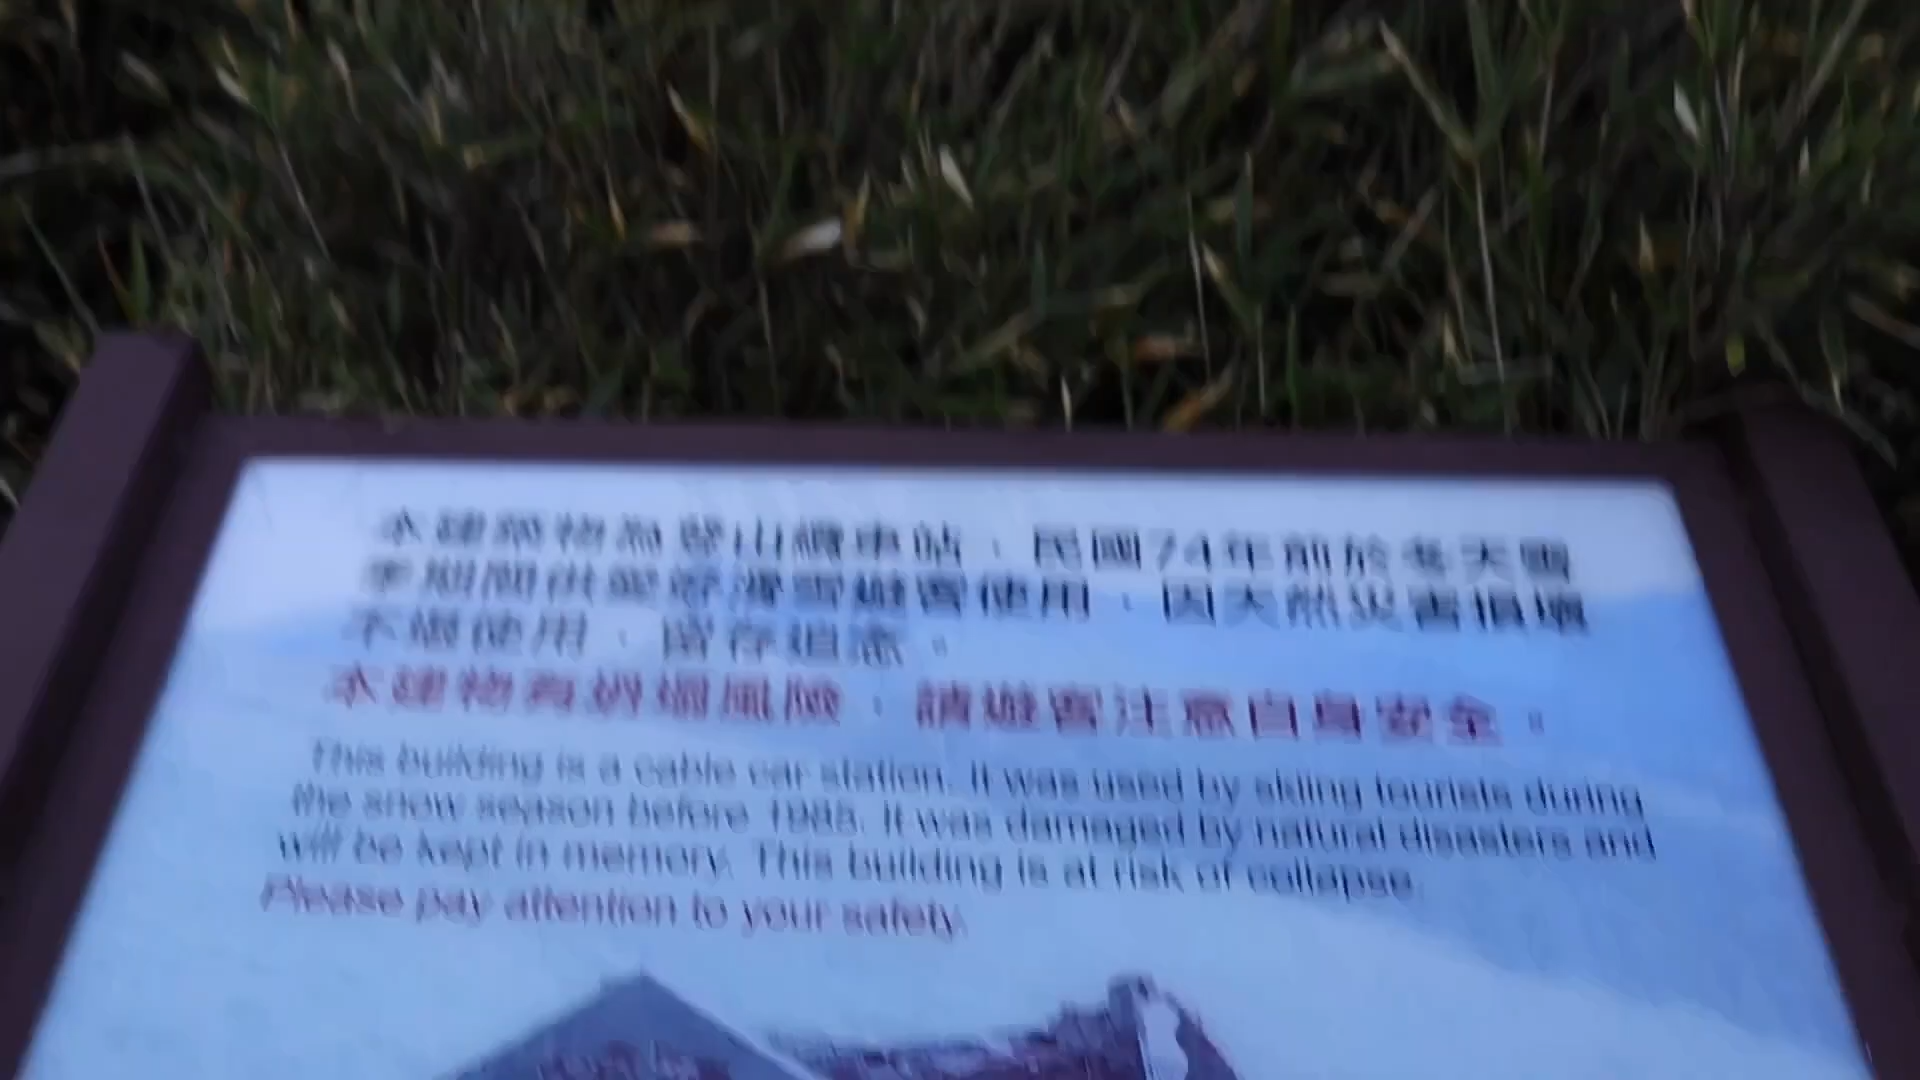 本建築物為登山纜車站，民國74年前於冬天雪
季期間供愛好滑雪遊客使用，因天然災害損壞
不堪使用，留存追念。
本建物有坍塌風險，請遊客注意自身安全。
This building is a cable car station. It was used by skiing tourists during
the snow season before 1985. It was damaged by natural disasters and
will be kept in memory. This building is at risk of collapse.
Please pay attention to your safety.